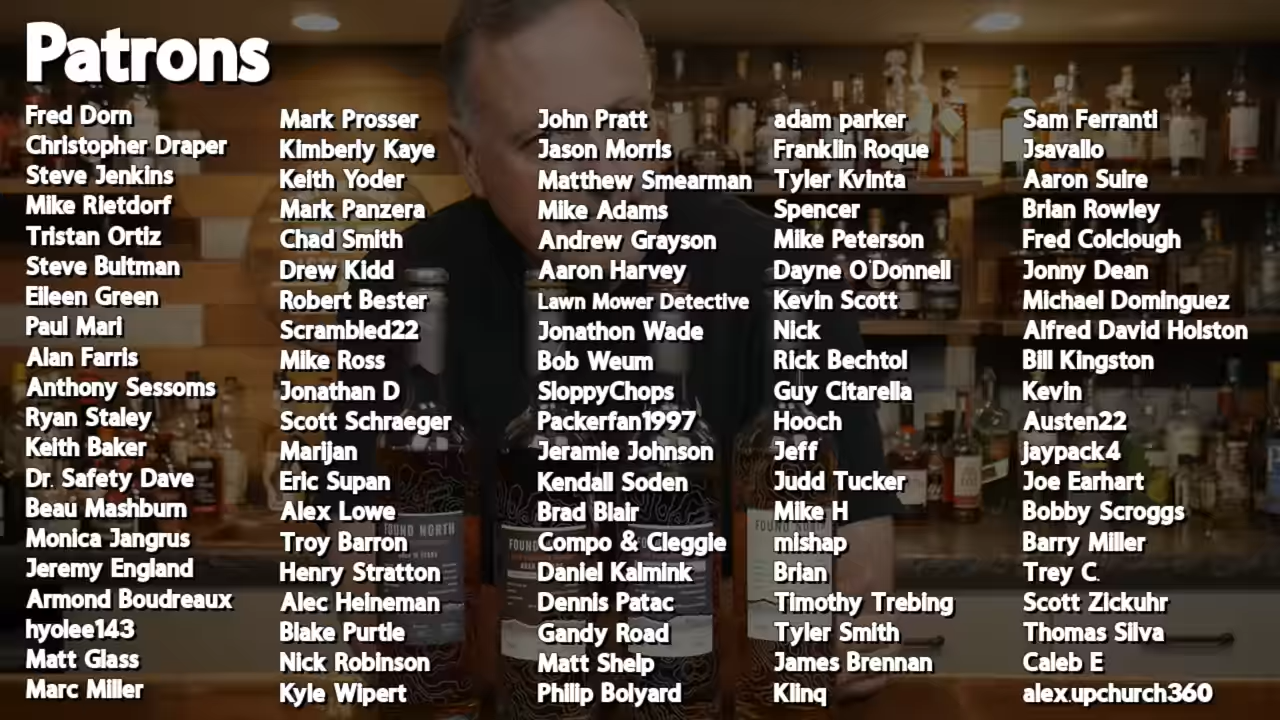 Patrons
Fred Dorn
Christopher Draper
Steve Jenkins
Mike Rietdorf
Tristan Ortiz
Steve Bultman
Eileen Green
Paul Mari
Alan Farris
Anthony Sessoms
Ryan Staley
Keith Baker
Dr. Safety Dave
Beau Mashburn
Monica Jangrus
Jeremy England
Armond Boudreaux
hyolee143
Matt Glass
Marc Miller
Mark Prosser
Kimberly Kaye
Keith Yoder
Mark Panzera
Chad Smith
Drew Kidd
Robert Bester
Scrambled22
Mike Ross
Jonathan D
Scott Schraeger
Marijan
Eric Supan
Alex Lowe
Troy Barron
Henry Stratton
Alec Heineman
Blake Purtle
Nick Robinson
Kyle Wipert
John Pratt
Jason Morris
Matthew Smearman
Mike Adams
Andrew Grayson
Aaron Harvey
Lawn Mower Detective
Jonathon Wade
Bob Weum
SloppyChops
Packerfan1997
Jeramie Johnson
Kendall Soden
Brad Blair
Compo & Cleggie
Daniel Kalmink
Dennis Patac
Gandy Road
Matt Shelp
Philip Bolyard
adam parker
Franklin Roque
Tyler Kvinta
Spencer
Mike Peterson
Dayne O'Donnell
Kevin Scott
Nick
Rick Bechtol
Guy Citarella
Hooch
Jeff
Judd Tucker
Mike H
mishap
Brian
Timothy Trebing
Tyler Smith
James Brennan
Klinq
Sam Ferranti
Jsavallo
Aaron Suire
Brian Rowley
Fred Colclough
Jonny Dean
Michael Dominguez
Alfred David Holston
Bill Kingston
Kevin
Austen22
jaypack4
Joe Earhart
Bobby Scroggs
Barry Miller
Trey C.
Scott Zickuhr
Thomas Silva
Caleb E
alex.upchurch360
FOUND NORTH
FOUND
FOUND